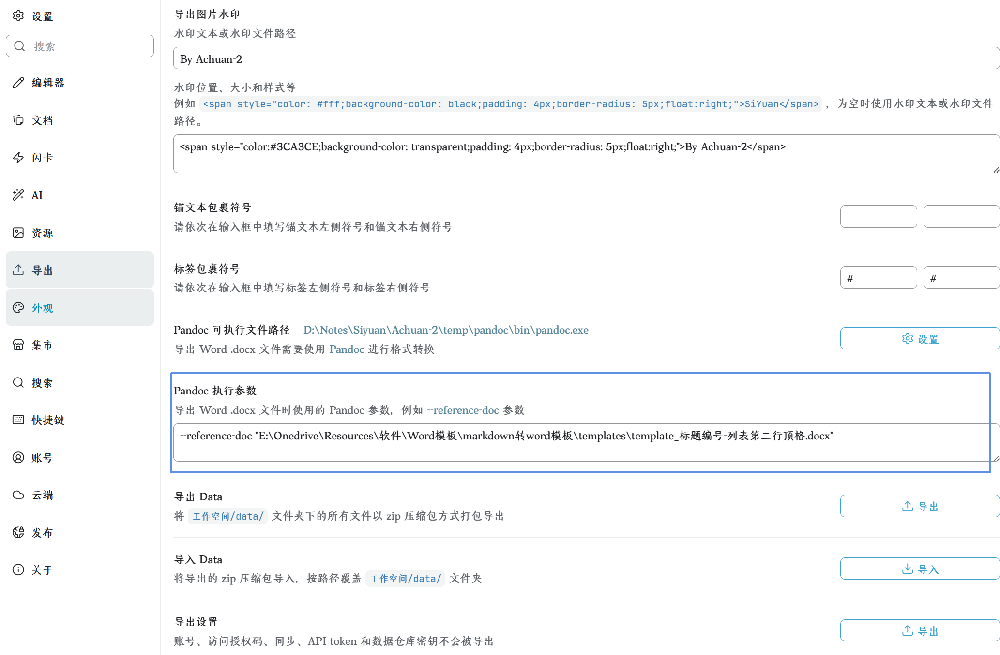 设置
搜索
编辑器
文档
闪卡
AI
资源
导出
外观
集市
搜索
快捷键
账号
云端
发布
关于
导出图片水印
水印文本或水印文件路径
By Achuan-2
水印位置、大小和样式等
例如 <span style="color: #fff;background-color: black;padding: 4px;border-radius: 5px;float:right;">SiYuan</span> ，为空时使用水印文本或水印文件
路径。
<span style="color:#3CA3CE;background-color: transparent;padding: 4px;border-radius: 5px;float:right;">By Achuan-2</span>
锚文本包裹符号
请依次在输入框中填写锚文本左侧符号和锚文本右侧符号
标签包裹符号
请依次在输入框中填写标签左侧符号和标签右侧符号
# #
Pandoc 可执行文件路径 D:\Notes\Siyuan\Achuan-2\temp\pandoc\bin\pandoc.exe
导出 Word .docx 文件需要使用 Pandoc 进行格式转换
设置
Pandoc 执行参数
导出 Word .docx 文件时使用的 Pandoc 参数，例如 --reference-doc 参数
--reference-doc "E:\Onedrive\Resources\软件\Word模板\markdown转word模板\templates\template_标题编号-列表第二行顶格.docx"
导出 Data
将 工作空间/data/ 文件夹下的所有文件以 zip 压缩包方式打包导出
导出
导入 Data
将导出的 zip 压缩包导入，按路径覆盖 工作空间/data/ 文件夹
导入
导出设置
账号、访问授权码、同步、API token 和数据仓库密钥不会被导出
导出